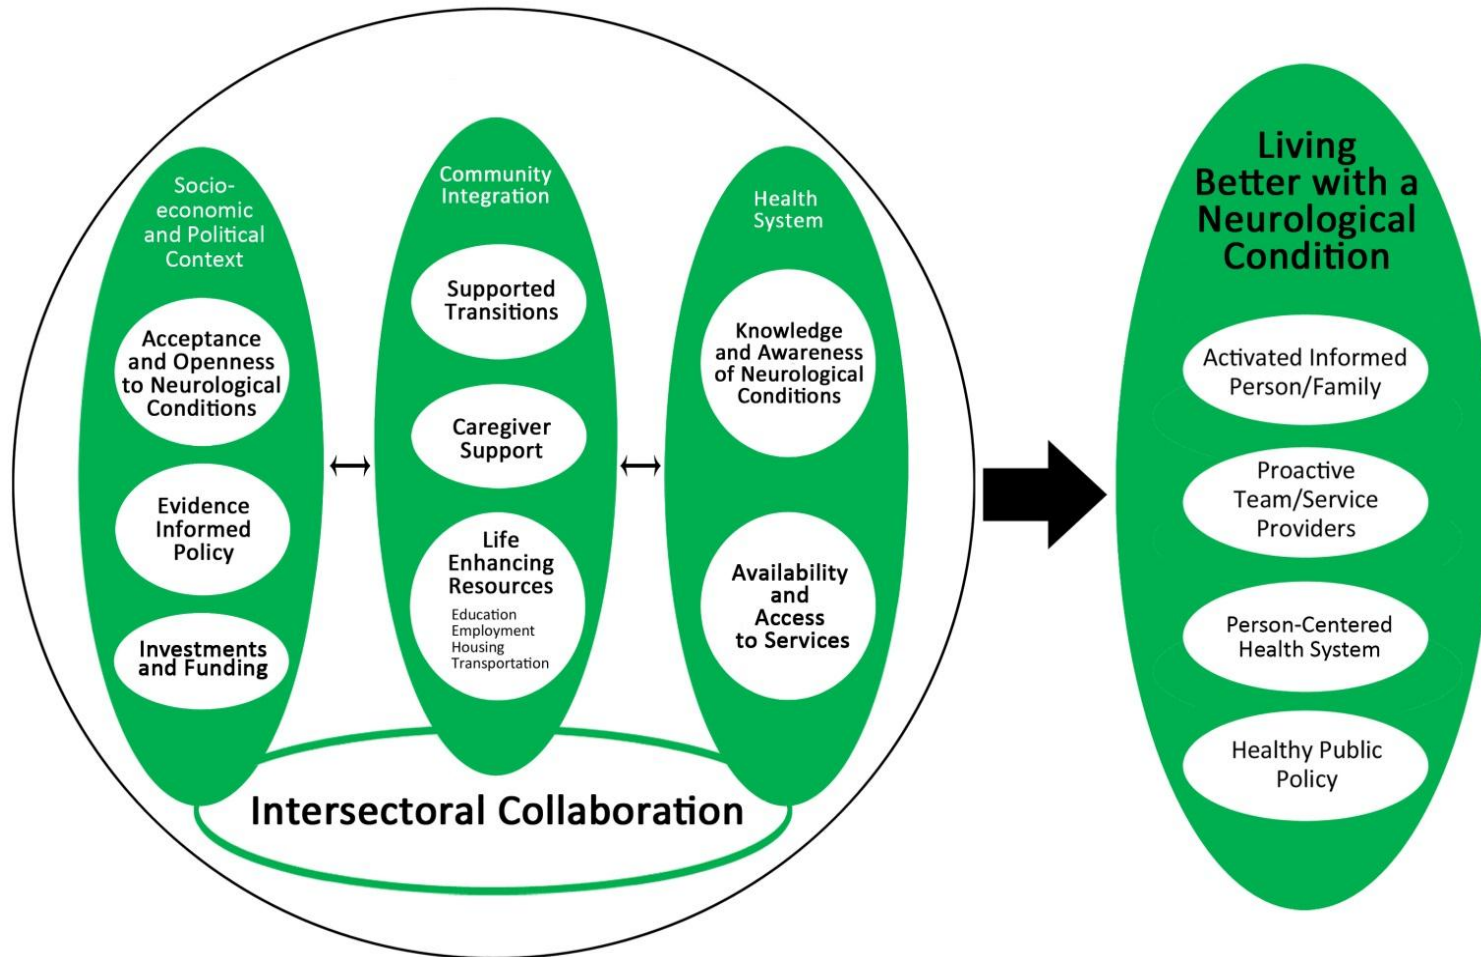 Socio-
economic
and Political
Context
Acceptance
and Openness
to Neurological
Conditions
Evidence
Informed
Policy
Investments
and Funding
Community
Integration
Supported
Transitions
Caregiver
Support
Life
Enhancing
Resources
Education
Employment
Housing
Transportation
Health
System
Knowledge
and Awareness
of Neurological
Conditions
Availability
and
Access
to Services
Intersectoral Collaboration
Living
Better with a
Neurological
Condition
Activated Informed
Person/Family
Proactive
Team/Service
Providers
Person-Centered
Health System
Healthy Public
Policy